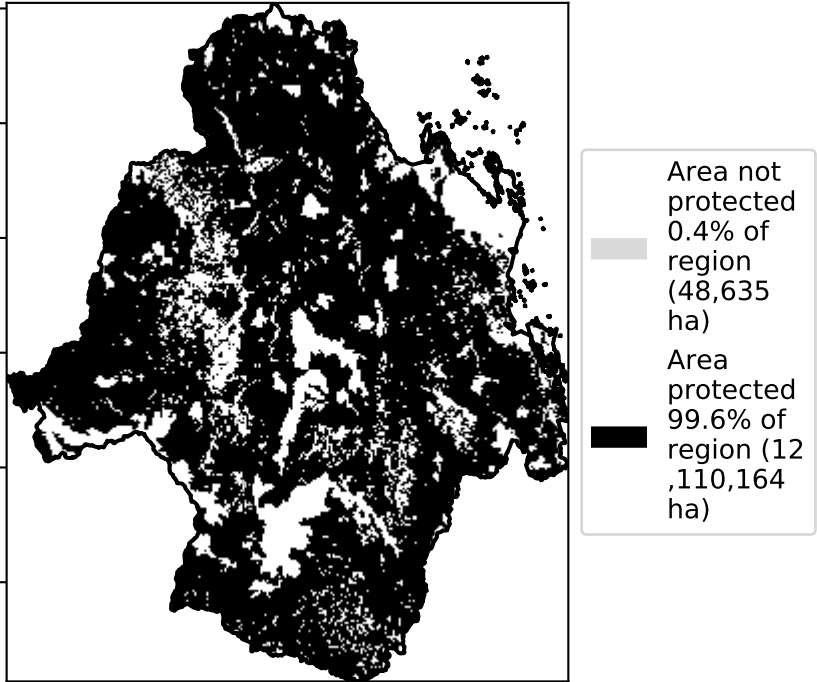 Area not
protected
0.4% of
region
(48,635
ha)
Area
protected
99.6% of
region (12
,110,164
ha)